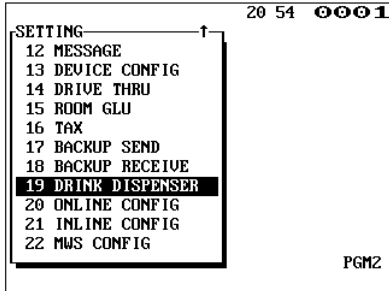 20 54 0001
SETTING ↑
12 MESSAGE
13 DEVICE CONFIG
14 DRIVE THRU
15 ROOM GLU
16 TAX
17 BACKUP SEND
18 BACKUP RECEIVE
19 DRINK DISPENSER
20 ONLINE CONFIG
21 INLINE CONFIG
22 MWS CONFIG
PGM2